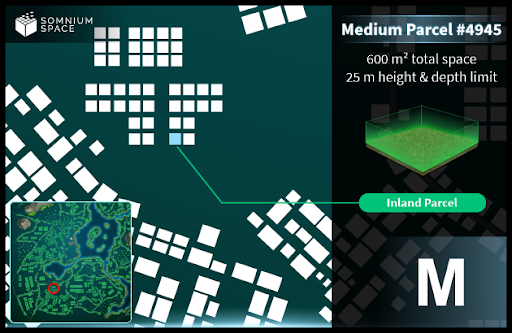 SOMNIUM
SPACE
Medium Parcel #4945
600 m² total space
25 m height & depth limit
Inland Parcel
M